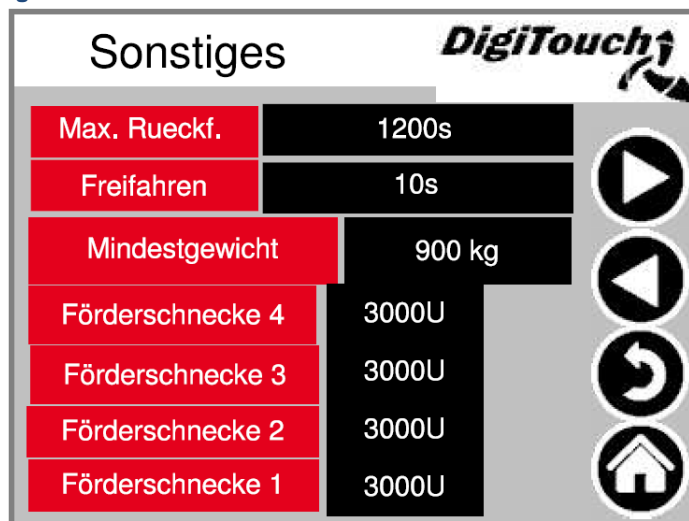 Sonstiges
DigiTouch
Max. Rueckf. 1200s
Freifahren 10s
Mindestgewicht 900 kg
Förderschnecke 4 3000U
Förderschnecke 3 3000U
Förderschnecke 2 3000U
Förderschnecke 1 3000U